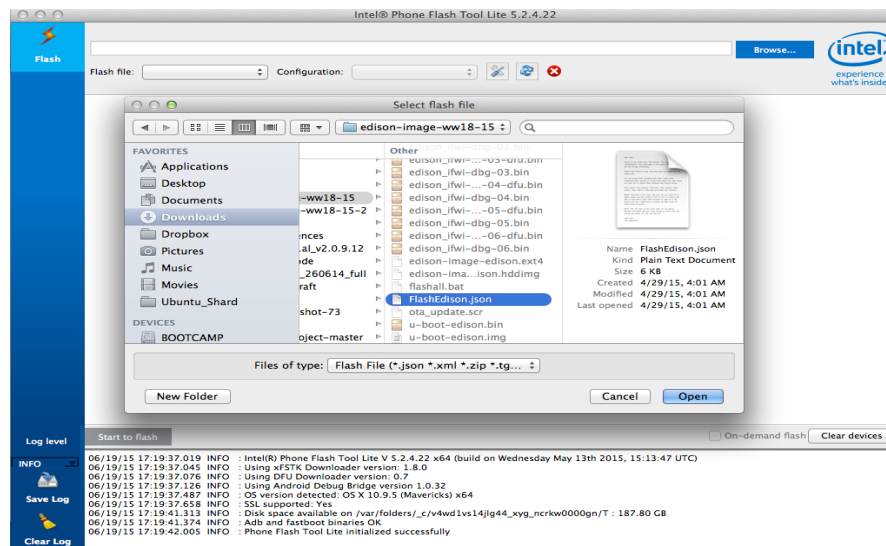 Intel® Phone Flash Tool Lite 5.2.4.22
Flash
Browse...
intel
experience
what's inside
Flash file:
Configuration:
Select flash file
edison-image-ww18-15
FAVORITES
Applications
Desktop
Documents
Downloads
Dropbox
Pictures
Music
Movies
Ubuntu_Shard
DEVICES
BOOTCAMP
-ww18-15
-ww18-15-2
ences
.al_v2.0.9.12
ode
_260614_full
raft
shot-73
oject-master
Other
edison_ifwi-dbg-02.bin
edison_ifwi-...-03-dfu.bin
edison_ifwi-dbg-03.bin
edison_ifwi-...-04-dfu.bin
edison_ifwi-dbg-04.bin
edison_ifwi-...-05-dfu.bin
edison_ifwi-dbg-05.bin
edison_ifwi-...-06-dfu.bin
edison_ifwi-dbg-06.bin
edison-image-edison.ext4
edison-ima...ison.hddimg
flashall.bat
FlashEdison.json
ota_update.scr
u-boot-edison.bin
u-boot-edison.img
Name FlashEdison.json
Kind Plain Text Document
Size 6 KB
Created 4/29/15, 4:01 AM
Modified 4/29/15, 4:01 AM
Last opened 4/29/15, 4:01 AM
Files of type: Flash File (*.json *.xml *.zip *.tg...
New Folder
Cancel
Open
Log level
Start to flash
On-demand flash
Clear devices
INFO
Save Log
Clear Log
06/19/15 17:19:37.019 INFO : Intel(R) Phone Flash Tool Lite V 5.2.4.22 x64 (build on Wednesday May 13th 2015, 15:13:47 UTC)
06/19/15 17:19:37.045 INFO : Using xFSTK Downloader version: 1.8.0
06/19/15 17:19:37.076 INFO : Using DFU Downloader version: 0.7
06/19/15 17:19:37.126 INFO : Using Android Debug Bridge version 1.0.32
06/19/15 17:19:37.487 INFO : OS version detected: OS X 10.9.5 (Mavericks) x64
06/19/15 17:19:37.658 INFO : SSL supported: Yes
06/19/15 17:19:41.313 INFO : Disk space available on /var/folders/_c/v4wd1vs14jlg44_xyg_ncrkw0000gn/T : 187.80 GB
06/19/15 17:19:41.374 INFO : Adb and fastboot binaries OK
06/19/15 17:19:42.005 INFO : Phone Flash Tool Lite initialized successfully